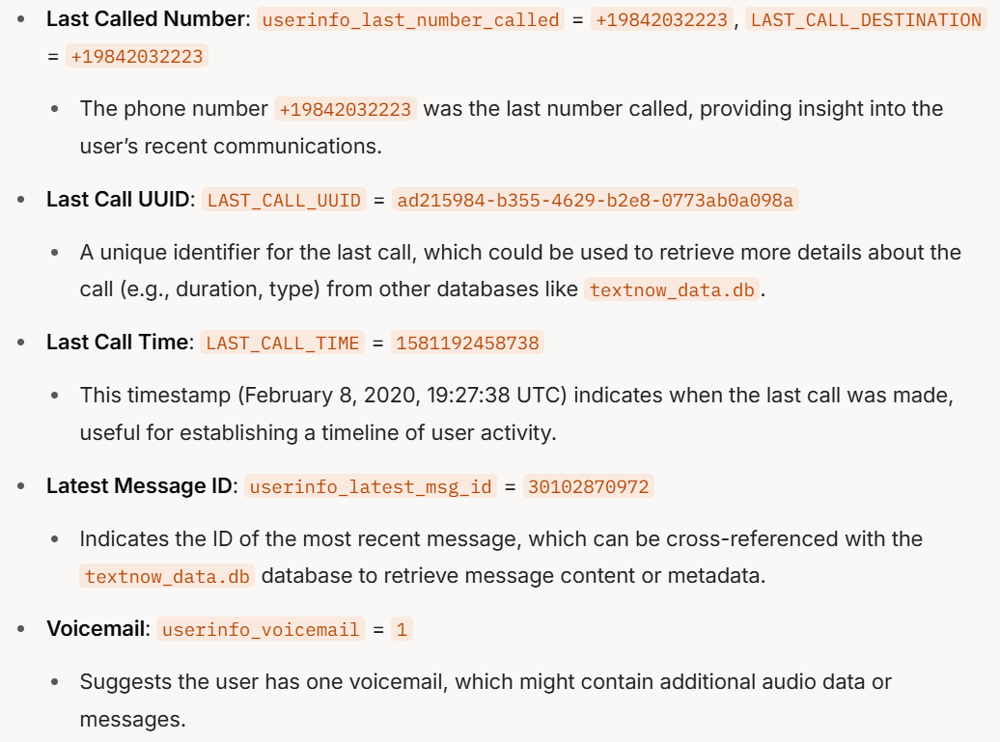 Last Called Number: userinfo_last_number_called = +19842032223, LAST_CALL_DESTINATION
= +19842032223
The phone number +19842032223 was the last number called, providing insight into the
user’s recent communications.
Last Call UUID: LAST_CALL_UUID = ad215984-b355-4629-b2e8-0773ab0a098a
A unique identifier for the last call, which could be used to retrieve more details about the
call (e.g., duration, type) from other databases like textnow_data.db.
Last Call Time: LAST_CALL_TIME = 1581192458738
This timestamp (February 8, 2020, 19:27:38 UTC) indicates when the last call was made,
useful for establishing a timeline of user activity.
Latest Message ID: userinfo_latest_msg_id = 30102870972
Indicates the ID of the most recent message, which can be cross-referenced with the
textnow_data.db database to retrieve message content or metadata.
Voicemail: userinfo_voicemail = 1
Suggests the user has one voicemail, which might contain additional audio data or
messages.